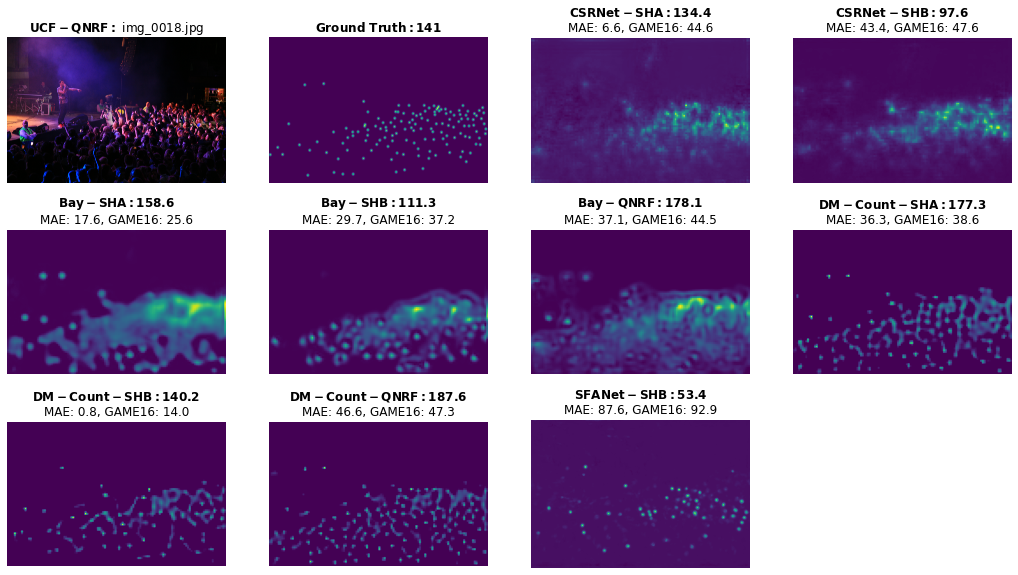 UCF − QNRF : img_0018.jpg
Ground Truth : 141
CSRNet − SHA : 134.4
MAE: 6.6, GAME16: 44.6
CSRNet − SHB : 97.6
MAE: 43.4, GAME16: 47.6
Bay − SHA : 158.6
MAE: 17.6, GAME16: 25.6
Bay − SHB : 111.3
MAE: 29.7, GAME16: 37.2
Bay − QNRF : 178.1
MAE: 37.1, GAME16: 44.5
DM − Count − SHA : 177.3
MAE: 36.3, GAME16: 38.6
DM − Count − SHB : 140.2
MAE: 0.8, GAME16: 14.0
DM − Count − QNRF : 187.6
MAE: 46.6, GAME16: 47.3
SFANet − SHB : 53.4
MAE: 87.6, GAME16: 92.9